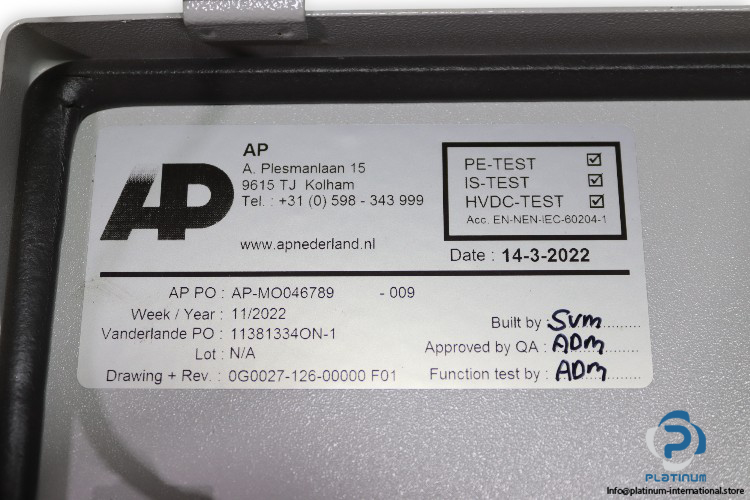 AP
AP
A. Plesmanlaan 15
9615 TJ Kolham
Tel. : +31 (0) 598 - 343 999
www.apnederland.nl
PE-TEST ☑
IS-TEST ☑
HVDC-TEST ☑
Acc. EN-NEN-IEC-60204-1
Date : 14-3-2022
AP PO : AP-MO046789 - 009
Week / Year : 11/2022
Vanderlande PO : 11381334ON-1
Lot : N/A
Drawing + Rev. : 0G0027-126-00000 F01
Built by : SVM
Approved by QA : ADM
Function test by : ADM
PLATINUM
Info@platinum-international.store